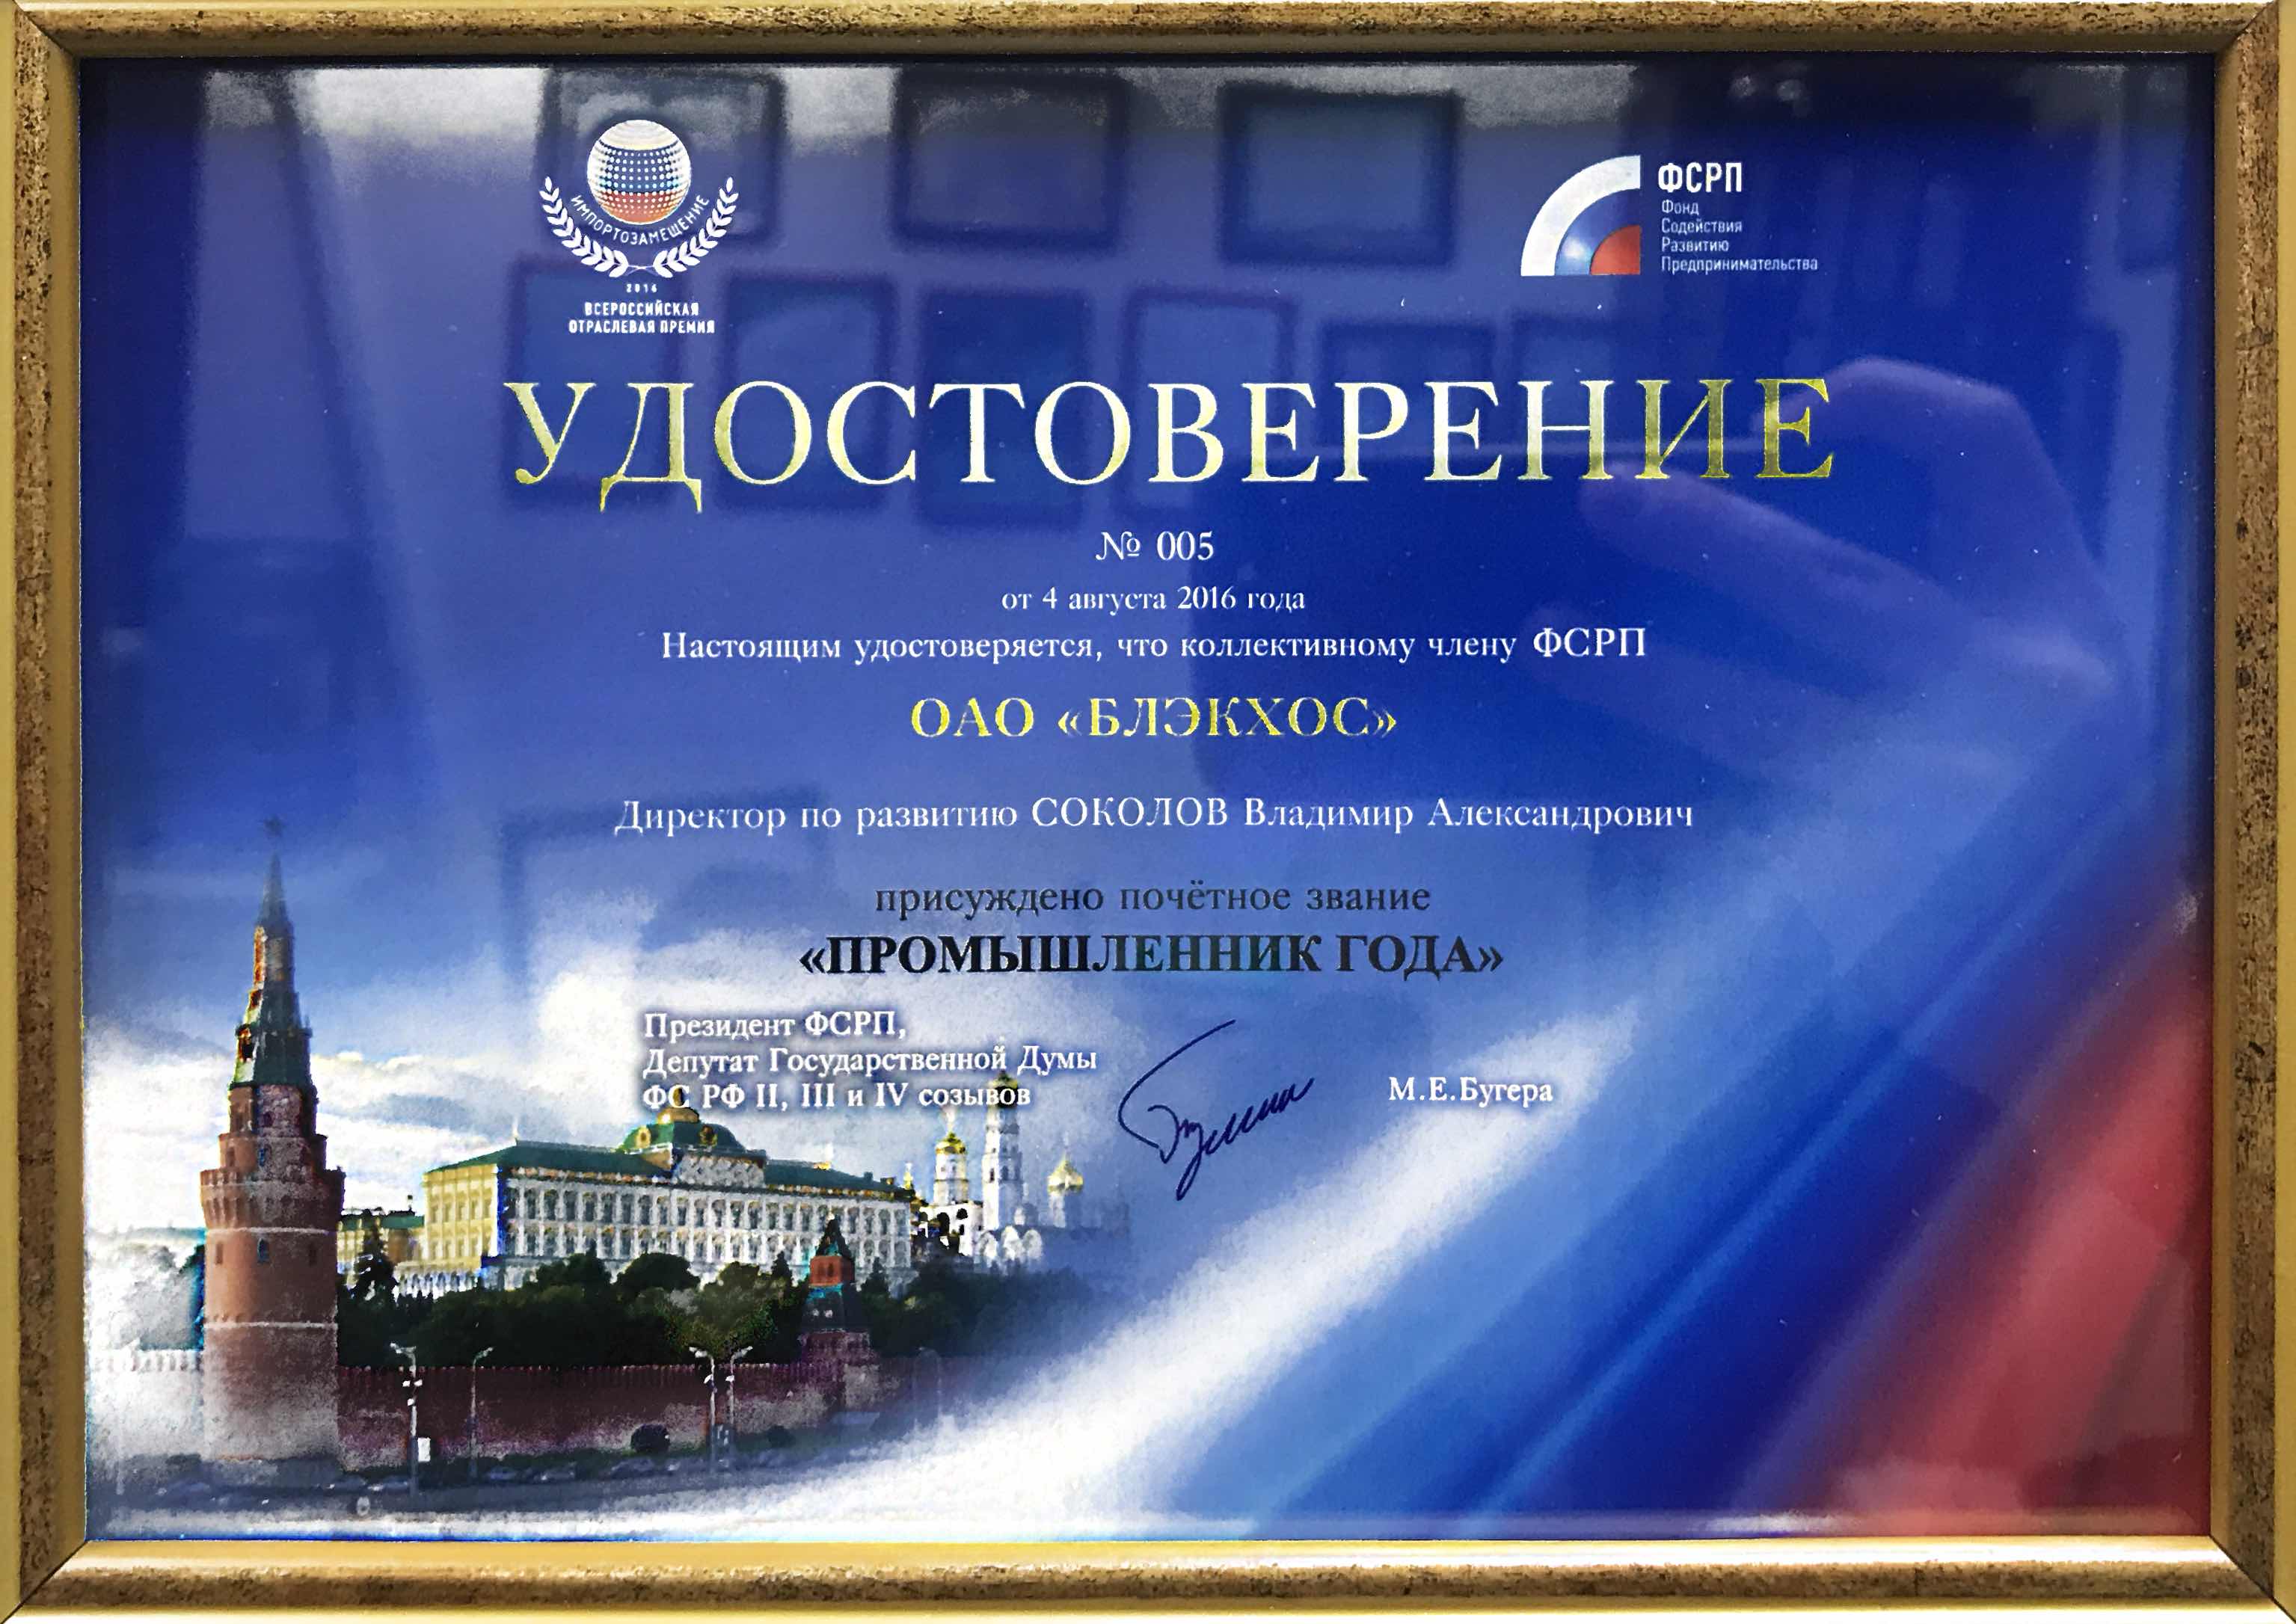 ИМПОРТОЗАМЕЩЕНИЕ
2016
ВСЕРОССИЙСКАЯ
ОТРАСЛЕВАЯ ПРЕМИЯ
ФСРП
Фонд
Содействия
Развитию
Предпринимательства
УДОСТОВЕРЕНИЕ
№ 005
от 4 августа 2016 года
Настоящим удостоверяется, что коллективному члену ФСРП
ОАО «БЛЭКХОС»
Директор по развитию СОКОЛОВ Владимир Александрович
присуждено почётное звание
«ПРОМЫШЛЕННИК ГОДА»
Президент ФСРП,
Депутат Государственной Думы
ФС РФ II, III и IV созывов
М.Е.Бугера